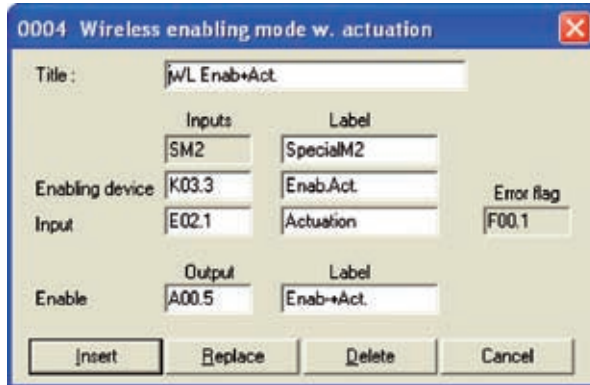 0004 Wireless enabling mode w. actuation
Title : WL Enab+Act.
Inputs Label
SM2 SpecialM2
Enabling device K03.3 Enab.Act. Error flag
Input E02.1 Actuation F00.1
Output Label
Enable A00.5 Enab-+Act.
Insert Replace Delete Cancel